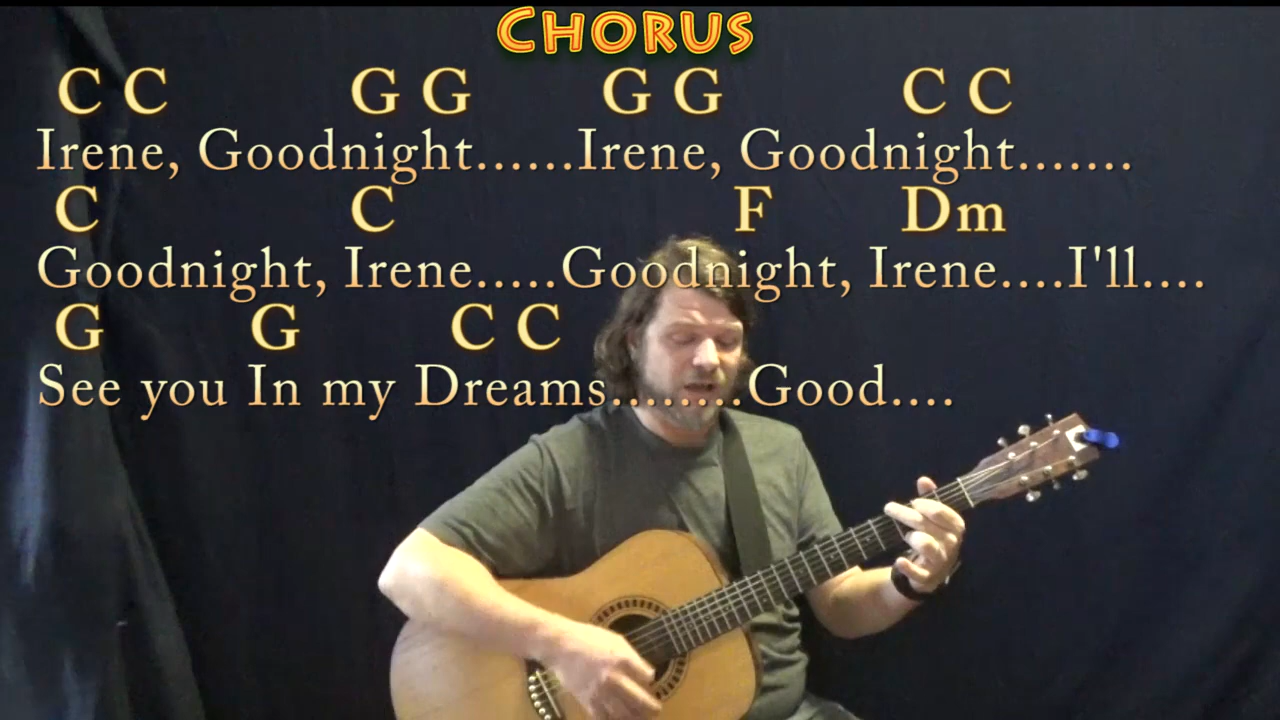 CHORUS
C C G G G G C C
Irene, Goodnight......Irene, Goodnight.......
C C F Dm
Goodnight, Irene.....Goodnight, Irene....I'll....
G G C C
See you In my Dreams........Good....